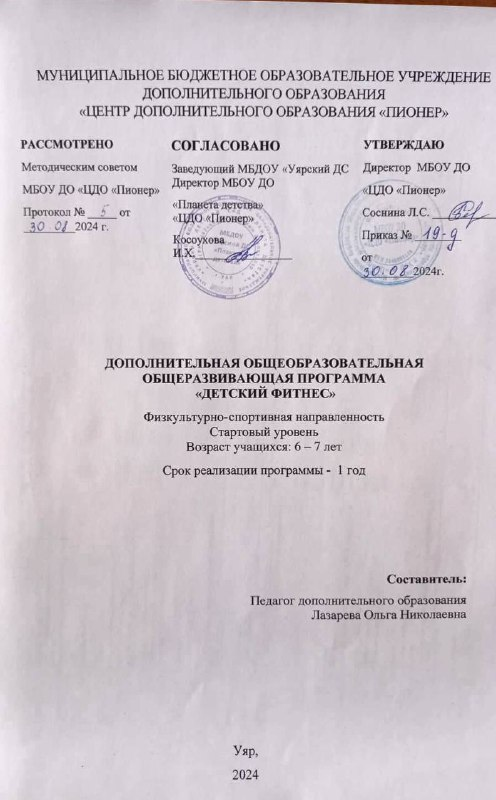 МУНИЦИПАЛЬНОЕ БЮДЖЕТНОЕ ОБРАЗОВАТЕЛЬНОЕ УЧРЕЖДЕНИЕ
ДОПОЛНИТЕЛЬНОГО ОБРАЗОВАНИЯ
«ЦЕНТР ДОПОЛНИТЕЛЬНОГО ОБРАЗОВАНИЯ «ПИОНЕР»
РАССМОТРЕНО
Методическим советом
МБОУ ДО «ЦДО «Пионер»
Протокол № 5 от
30 08 2024 г.
СОГЛАСОВАНО
Заведующий МБДОУ «Уярский ДС
Директор МБОУ ДО
«Планета детства»
«ЦДО «Пионер»
Косоухова
И.Х.
МБДОУ
УТВЕРЖДАЮ
Директор МБОУ ДО
«ЦДО «Пионер»
Соснина Л.С.
Приказ № 19-д
от
30.08 2024г.
ДОПОЛНИТЕЛЬНАЯ ОБЩЕОБРАЗОВАТЕЛЬНАЯ
ОБЩЕРАЗВИВАЮЩАЯ ПРОГРАММА
«ДЕТСКИЙ ФИТНЕС»
Физкультурно-спортивная направленность
Стартовый уровень
Возраст учащихся: 6 – 7 лет
Срок реализации программы - 1 год
Составитель:
Педагог дополнительного образования
Лазарева Ольга Николаевна
Уяр,
2024